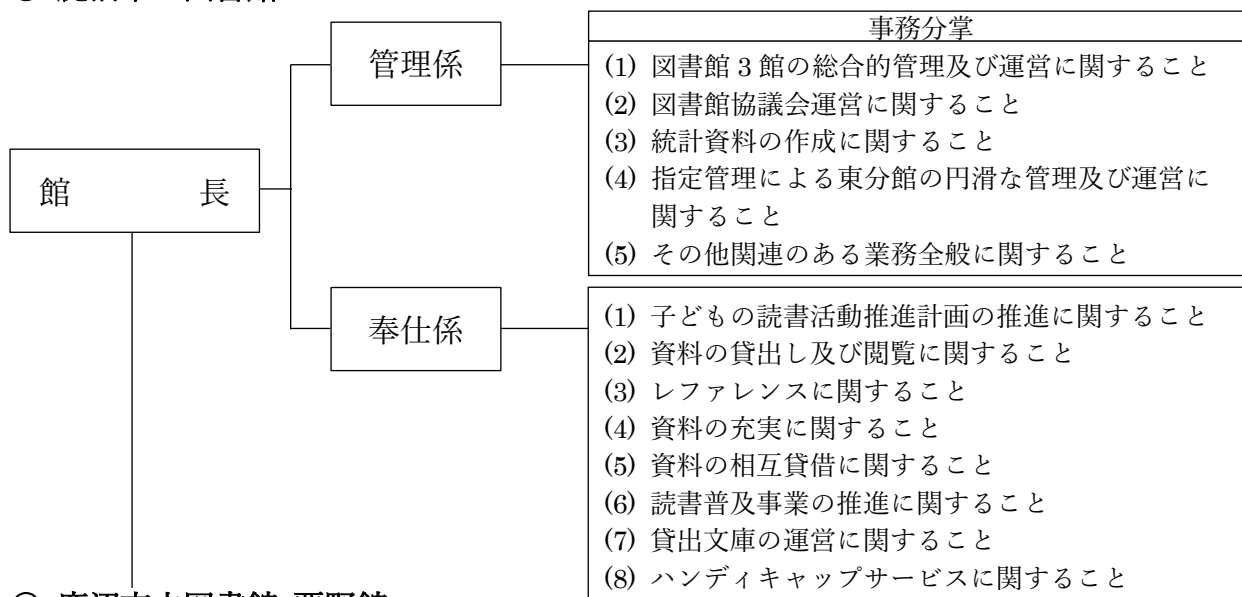 館長
管理係
事務分掌
(1) 図書館3館の総合的管理及び運営に関すること
(2) 図書館協議会運営に関すること
(3) 統計資料の作成に関すること
(4) 指定管理による東分館の円滑な管理及び運営に
関すること
(5) その他関連のある業務全般に関すること
奉仕係
(1) 子どもの読書活動推進計画の推進に関すること
(2) 資料の貸出し及び閲覧に関すること
(3) レファレンスに関すること
(4) 資料の充実に関すること
(5) 資料の相互貸借に関すること
(6) 読書普及事業の推進に関すること
(7) 貸出文庫の運営に関すること
(8) ハンディキャップサービスに関すること